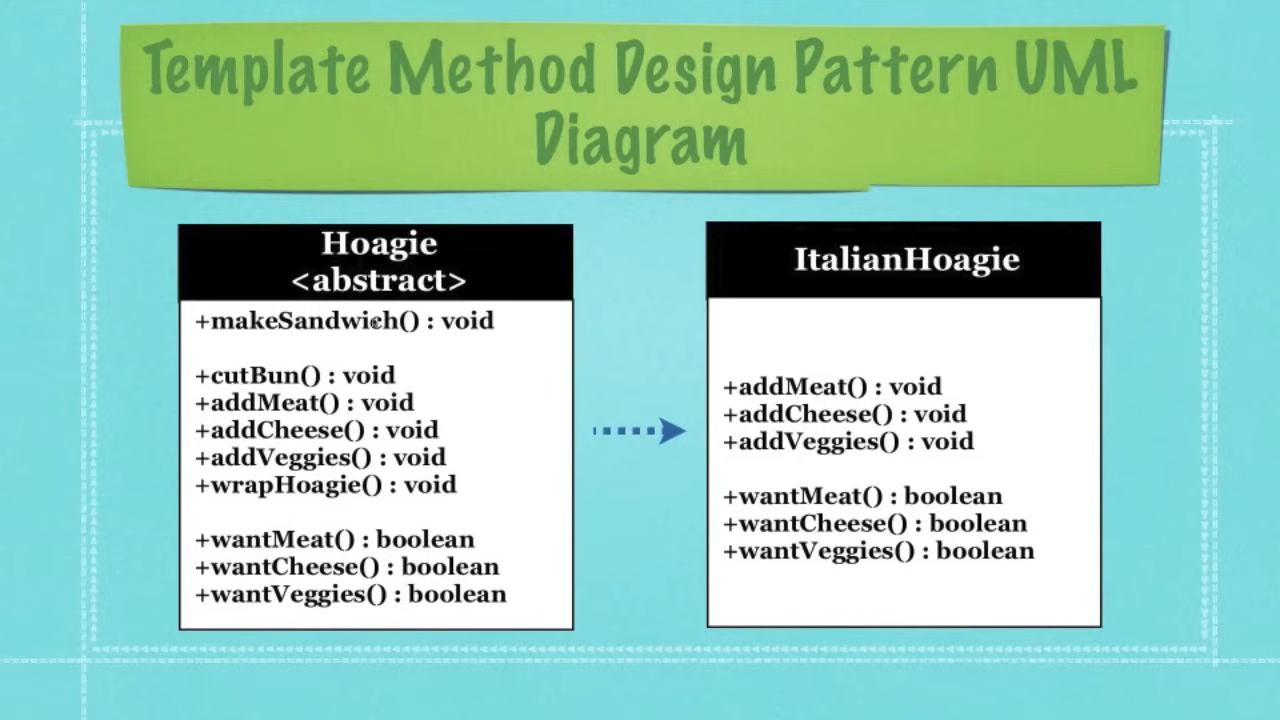 Template Method Design Pattern UML
Diagram
Hoagie
<abstract>
+makeSandwich() : void
+cutBun() : void
+addMeat() : void
+addCheese() : void
+addVeggies() : void
+wrapHoagie() : void
+wantMeat() : boolean
+wantCheese() : boolean
+wantVeggies() : boolean
ItalianHoagie
+addMeat() : void
+addCheese() : void
+addVeggies() : void
+wantMeat() : boolean
+wantCheese() : boolean
+wantVeggies() : boolean